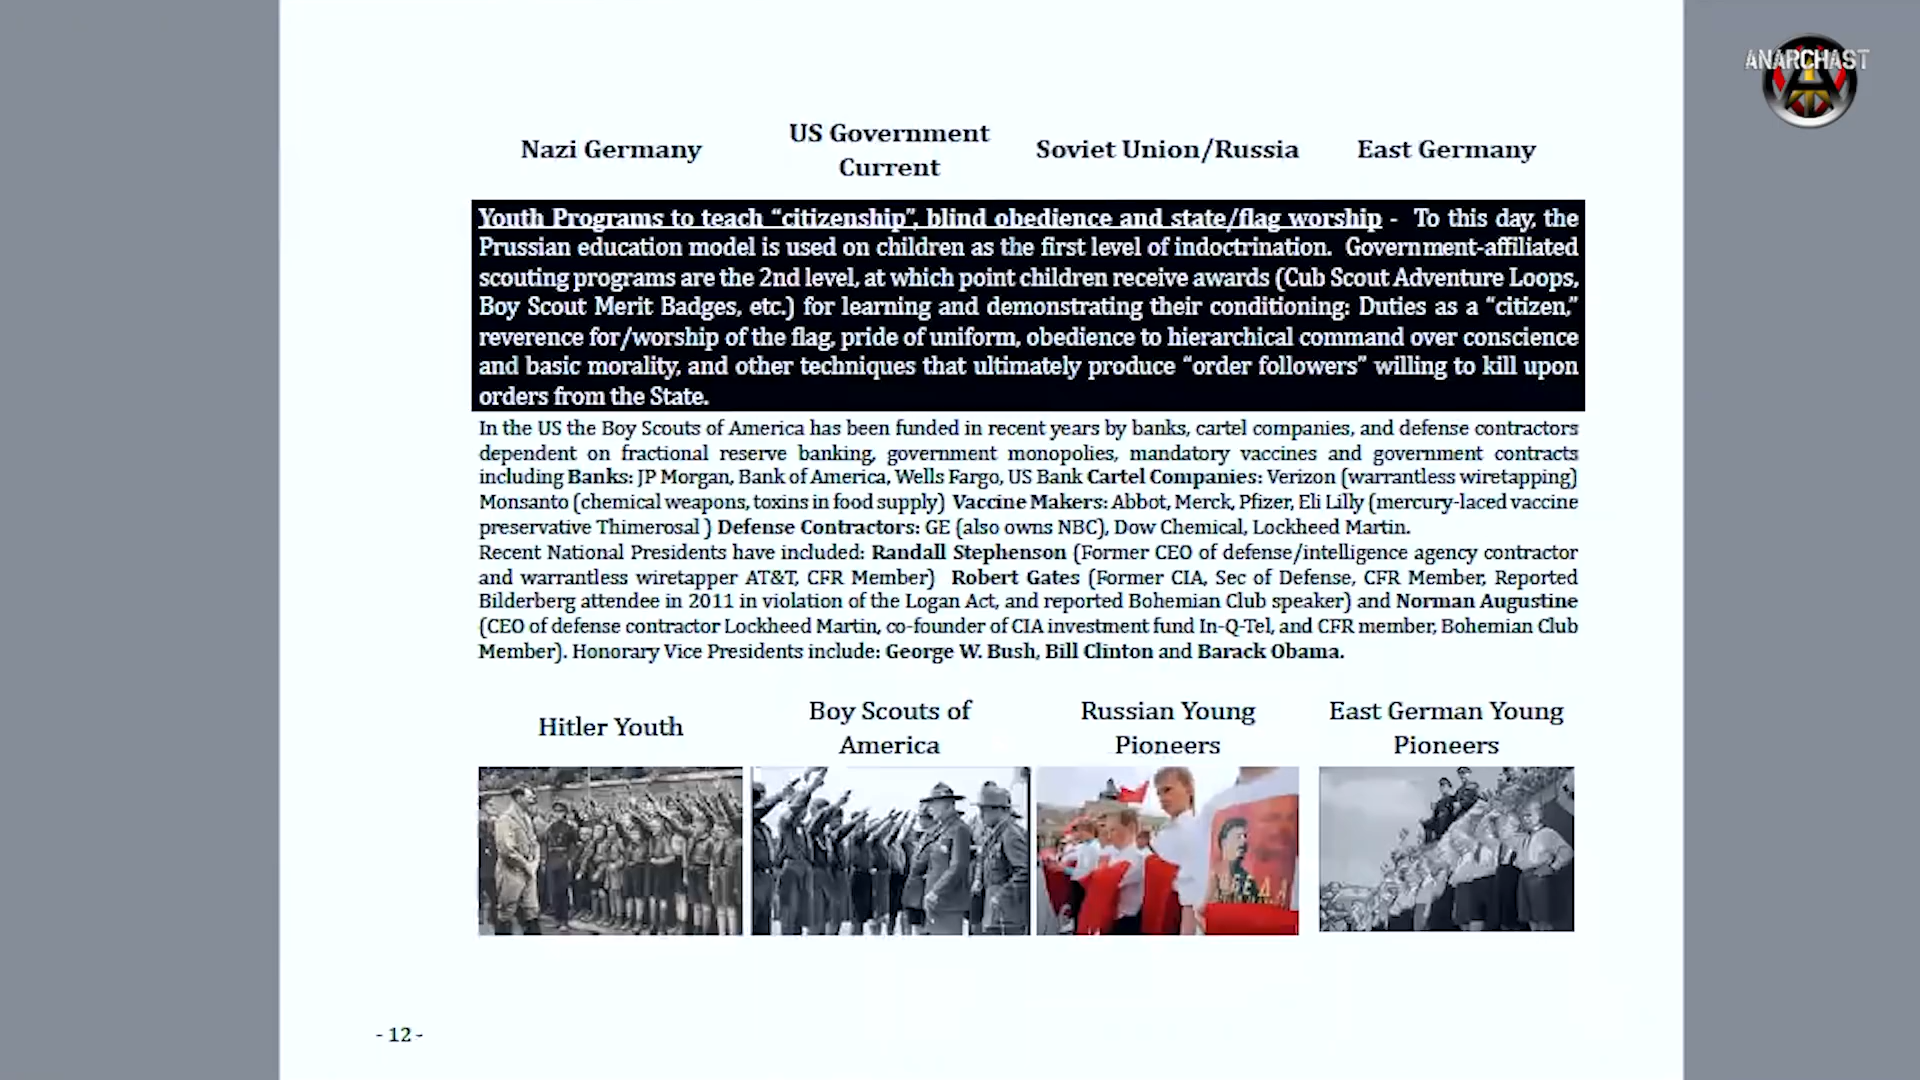 ANARCHAST
Nazi Germany
US Government
Current
Soviet Union/Russia
East Germany
Youth Programs to teach “citizenship”, blind obedience and state/flag worship - To this day, the
Prussian education model is used on children as the first level of indoctrination. Government-affiliated
scouting programs are the 2nd level, at which point children receive awards (Cub Scout Adventure Loops,
Boy Scout Merit Badges, etc.) for learning and demonstrating their conditioning: Duties as a “citizen,”
reverence for/worship of the flag, pride of uniform, obedience to hierarchical command over conscience
and basic morality, and other techniques that ultimately produce “order followers” willing to kill upon
orders from the State.
In the US the Boy Scouts of America has been funded in recent years by banks, cartel companies, and defense contractors
dependent on fractional reserve banking, government monopolies, mandatory vaccines and government contracts
including Banks: JP Morgan, Bank of America, Wells Fargo, US Bank Cartel Companies: Verizon (warrantless wiretapping)
Monsanto (chemical weapons, toxins in food supply) Vaccine Makers: Abbot, Merck, Pfizer, Eli Lilly (mercury-laced vaccine
preservative Thimerosal ) Defense Contractors: GE (also owns NBC), Dow Chemical, Lockheed Martin.
Recent National Presidents have included: Randall Stephenson (Former CEO of defense/intelligence agency contractor
and warrantless wiretapper AT&T, CFR Member) Robert Gates (Former CIA, Sec of Defense, CFR Member, Reported
Bilderberg attendee in 2011 in violation of the Logan Act, and reported Bohemian Club speaker) and Norman Augustine
(CEO of defense contractor Lockheed Martin, co-founder of CIA investment fund In-Q-Tel, and CFR member, Bohemian Club
Member). Honorary Vice Presidents include: George W. Bush, Bill Clinton and Barack Obama.
Hitler Youth
Boy Scouts of
America
Russian Young
Pioneers
East German Young
Pioneers
- 12 -